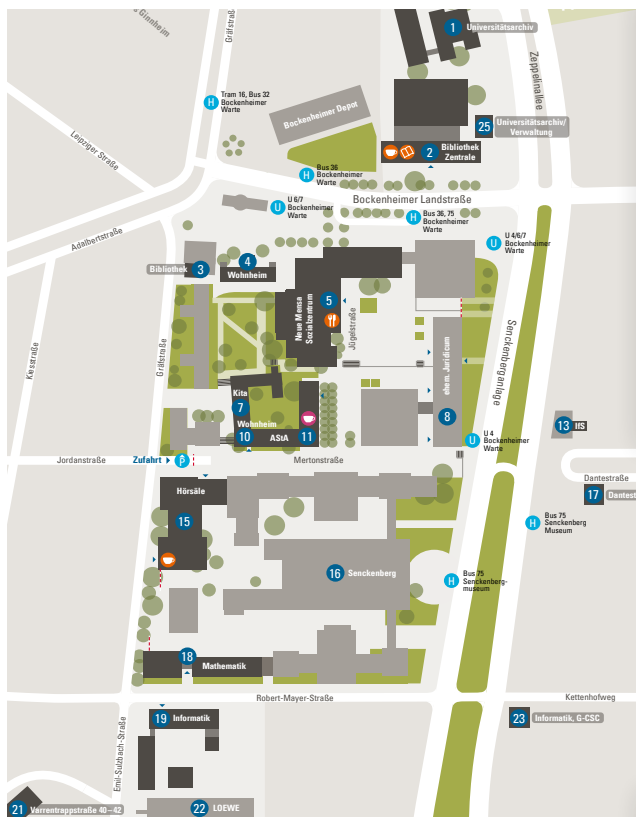 Ginnheim
Gräfstraße
1 Universitätsarchiv
Zeppelinallee
H Tram 16, Bus 32
Bockenheimer
Warte
Bockenheimer Depot
25
Universitätsarchiv/
Verwaltung
Leipziger Straße
2 Bibliothek
Zentrale
H Bus 36
Bockenheimer
Warte
Bockenheimer Landstraße
U U 6/7
Bockenheimer
Warte
H Bus 36, 75
Bockenheimer
Warte
Adalbertstraße
U U 4/6/7
Bockenheimer
Warte
Bibliothek 3
4
Wohnheim
5
Neue Mensa
Sozialzentrum
Jügelstraße
Senckenberganlage
Kiesstraße
Gräfstraße
ehem. Juridicum
8
Kita
7
Wohnheim
10 AStA 11
13 IfS
U U 4
Bockenheimer
Warte
Jordanstraße
Zufahrt
Mertonstraße
Dantestraße
17 Dantest
Hörsäle
15
H Bus 75
Senckenberg
Museum
16 Senckenberg
H Bus 75
Senckenberg-
museum
18
Mathematik
Robert-Mayer-Straße
Kettenhofweg
19 Informatik
23 Informatik, G-CSC
Emil-Sulzbach-Straße
21 Varrentrappstraße 40–42
22 LOEWE